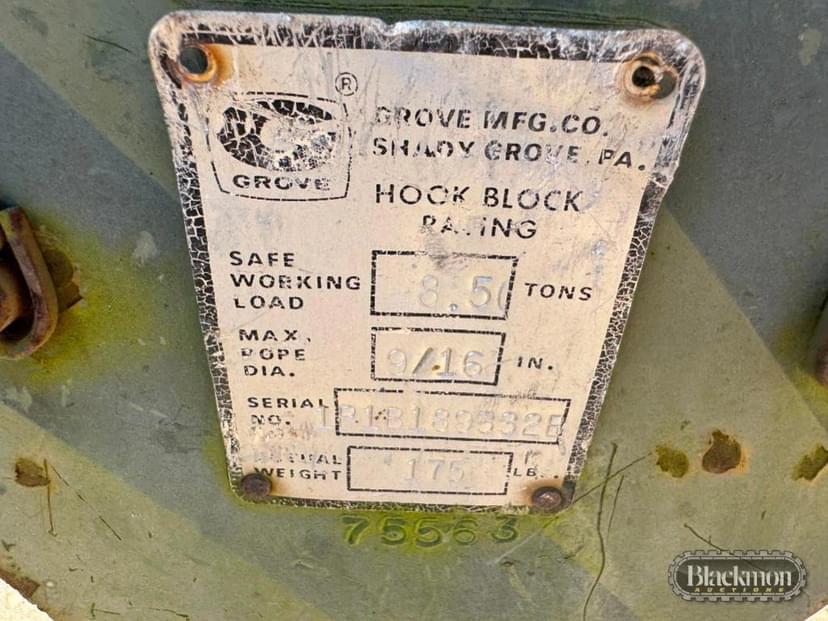 ®
GROVE
GROVE MFG.CO.
SHADY GROVE, PA.
HOOK BLOCK
RATING
SAFE
WORKING
LOAD
8.50 TONS
MAX.
ROPE
DIA.
9/16 IN.
SERIAL
NO.
WEIGHT
175 LB.
75563
Blackmon
AUCTIONS